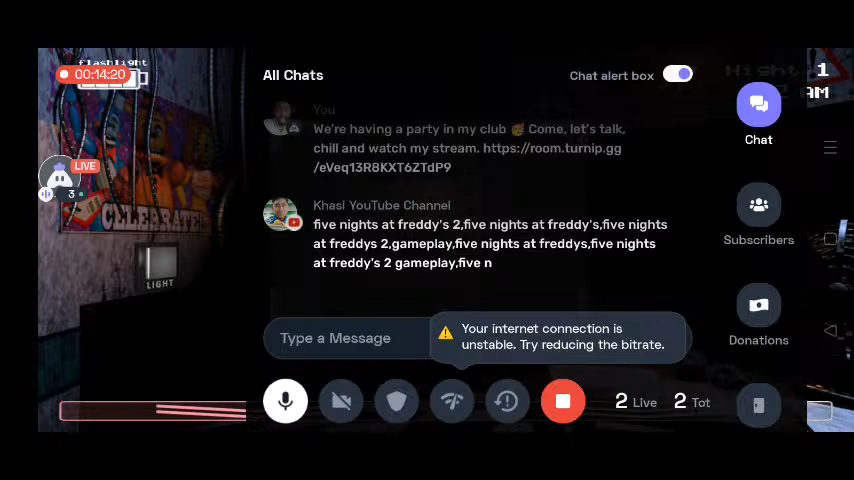 flashlight
00:14:20
LIVE
3
CELEBRATE
LIGHT
All Chats
Chat alert box
You
We're having a party in my club 🥳 Come, let's talk,
chill and watch my stream. https://room.turnip.gg
/eVeq13R8KXT6ZTdP9
Khasi YouTube Channel
five nights at freddy's 2,five nights at freddy's,five nights
at freddys 2,gameplay,five nights at freddys,five nights
at freddy's 2 gameplay,five n
Type a Message
Your internet connection is
unstable. Try reducing the bitrate.
2 Live 2 Tot
Night 1
AM
Chat
Subscribers
Donations